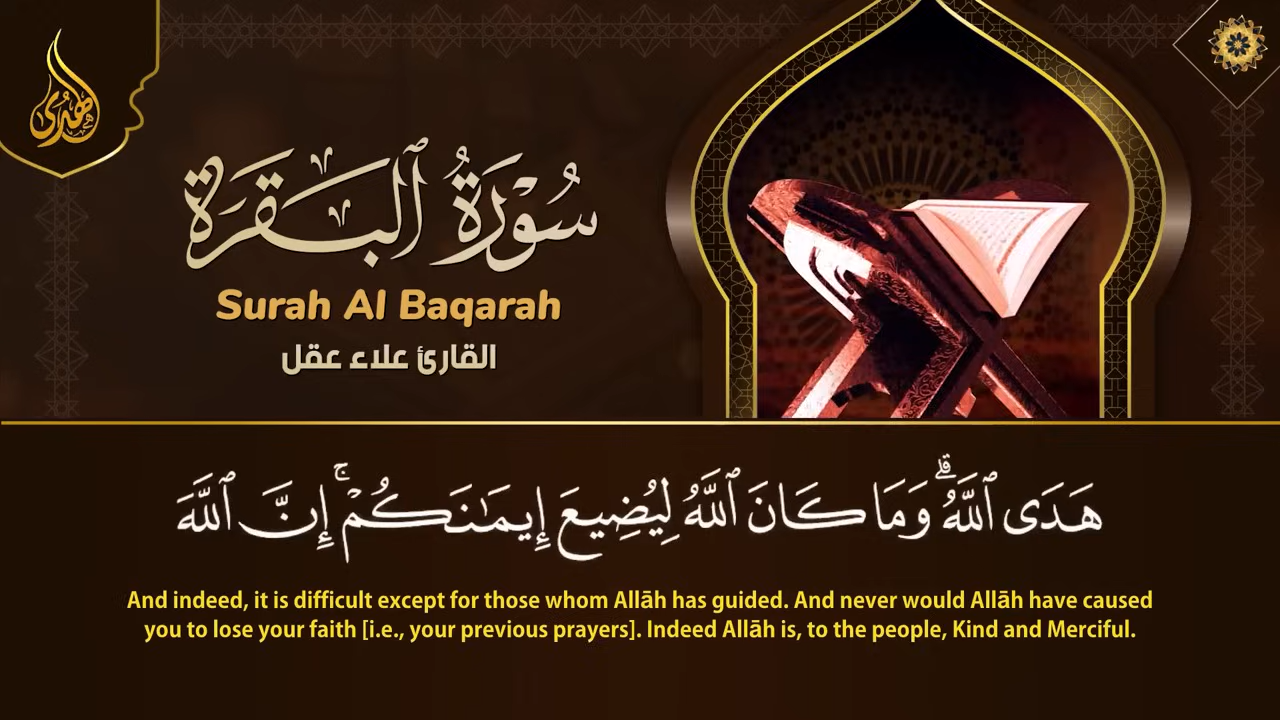 الهدى
سُورَةُ ٱلْبَقَرَةِ
Surah Al Baqarah
القارئ علاء عقل
هَدَى ٱللَّهُ ۗ وَمَا كَانَ ٱللَّهُ لِيُضِيعَ إِيمَـٰنَكُمْ ۚ إِنَّ ٱللَّهَ
And indeed, it is difficult except for those whom Allāh has guided. And never would Allāh have caused
you to lose your faith [i.e., your previous prayers]. Indeed Allāh is, to the people, Kind and Merciful.